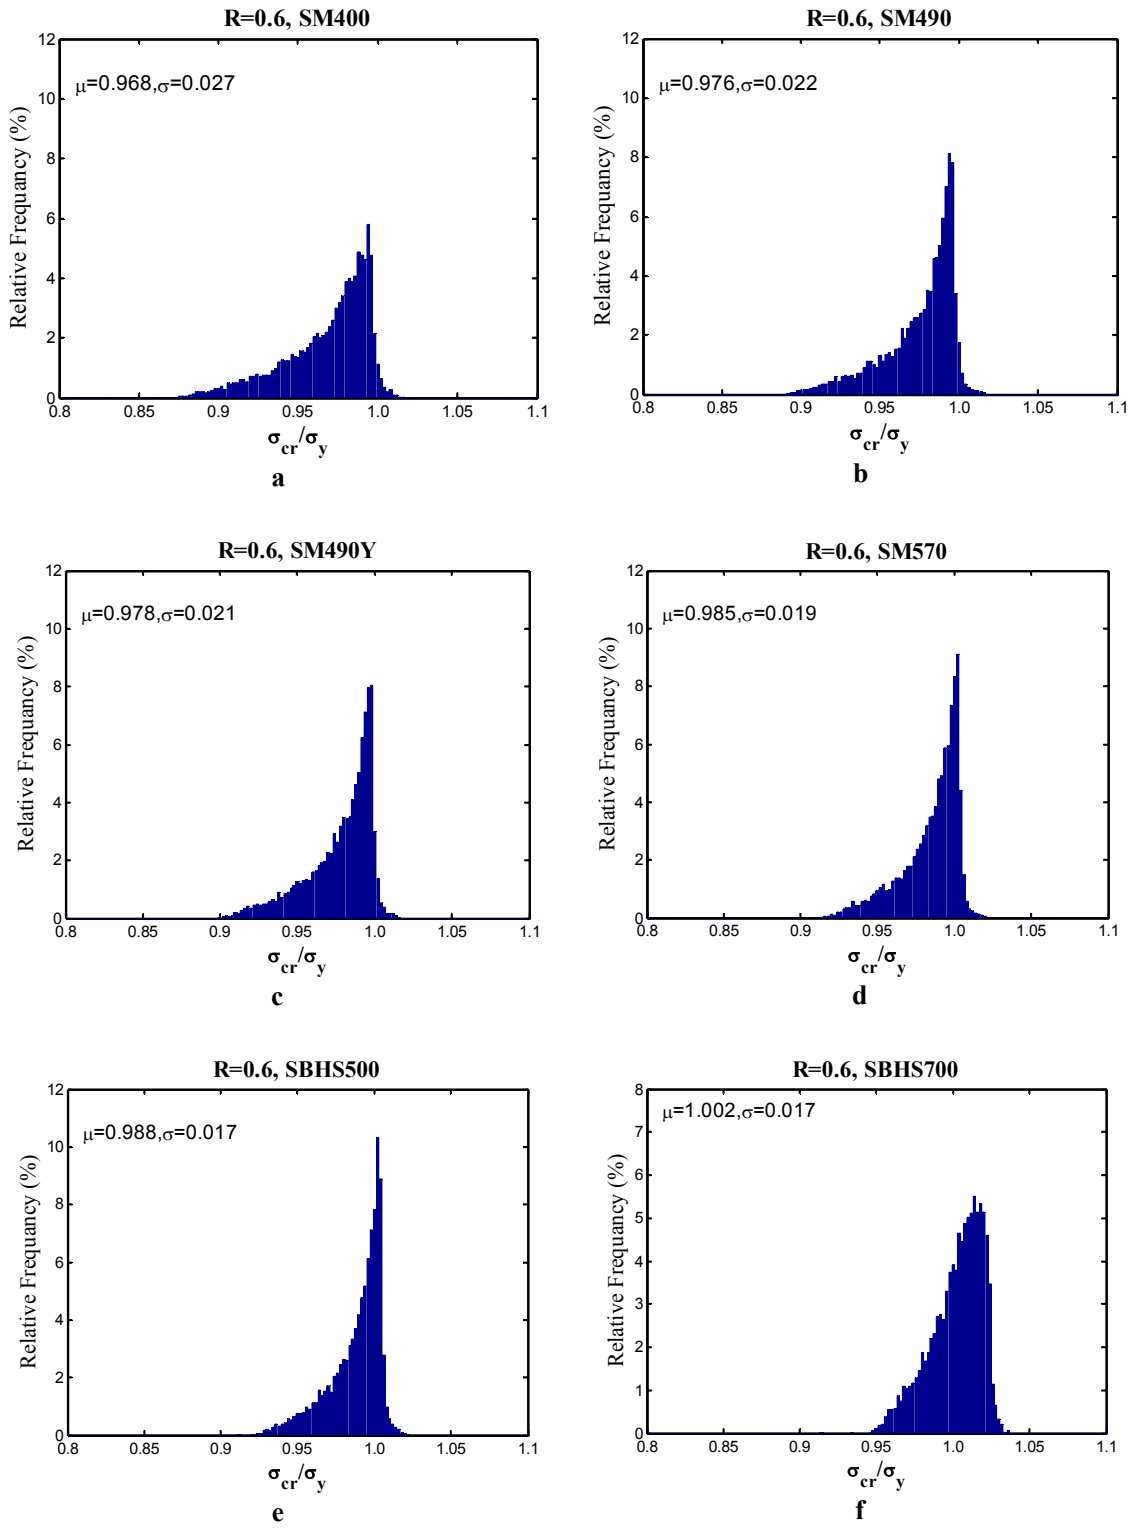 R=0.6, SM400
12
10
8
6
4
2
0
μ=0.968,σ=0.027
Relative Frequancy (%)
0.8 0.85 0.9 0.95 1.0 1.05 1.1
σcr/σy
a
R=0.6, SM490
12
10
8
6
4
2
0
μ=0.976,σ=0.022
Relative Frequancy (%)
0.8 0.85 0.9 0.95 1.0 1.05 1.1
σcr/σy
b
R=0.6, SM490Y
12
10
8
6
4
2
0
μ=0.978,σ=0.021
Relative Frequancy (%)
0.8 0.85 0.9 0.95 1.0 1.05 1.1
σcr/σy
c
R=0.6, SM570
12
10
8
6
4
2
0
μ=0.985,σ=0.019
Relative Frequancy (%)
0.8 0.85 0.9 0.95 1.0 1.05 1.1
σcr/σy
d
R=0.6, SBHS500
12
10
8
6
4
2
0
μ=0.988,σ=0.017
Relative Frequancy (%)
0.8 0.85 0.9 0.95 1.0 1.05 1.1
σcr/σy
e
R=0.6, SBHS700
8
7
6
5
4
3
2
1
0
μ=1.002,σ=0.017
Relative Frequancy (%)
0.8 0.85 0.9 0.95 1.0 1.05 1.1
σcr/σy
f